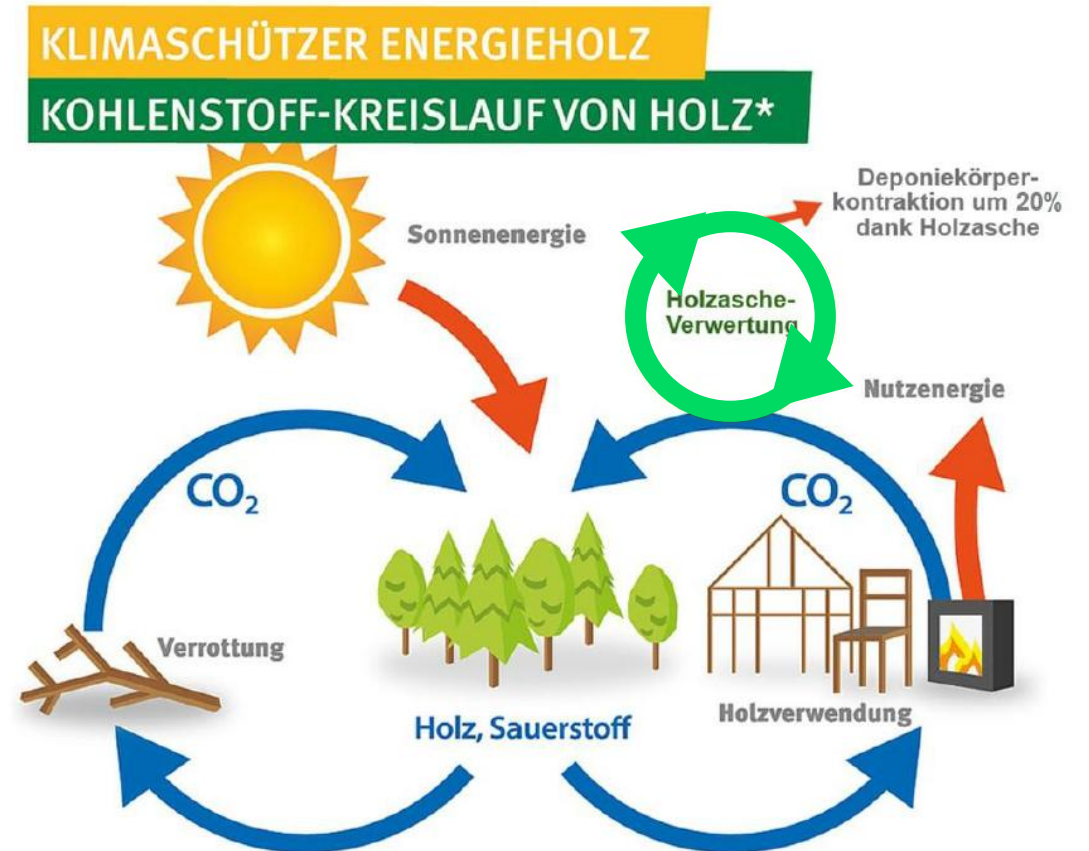 KLIMASCHÜTZER ENERGIEHOLZ
KOHLENSTOFF-KREISLAUF VON HOLZ*
Deponiekörper-
kontraktion um 20%
dank Holzasche
Sonnenenergie
Holzasche-
Verwertung
Nutzenergie
CO₂
CO₂
Verrottung
Holzverwendung
Holz, Sauerstoff